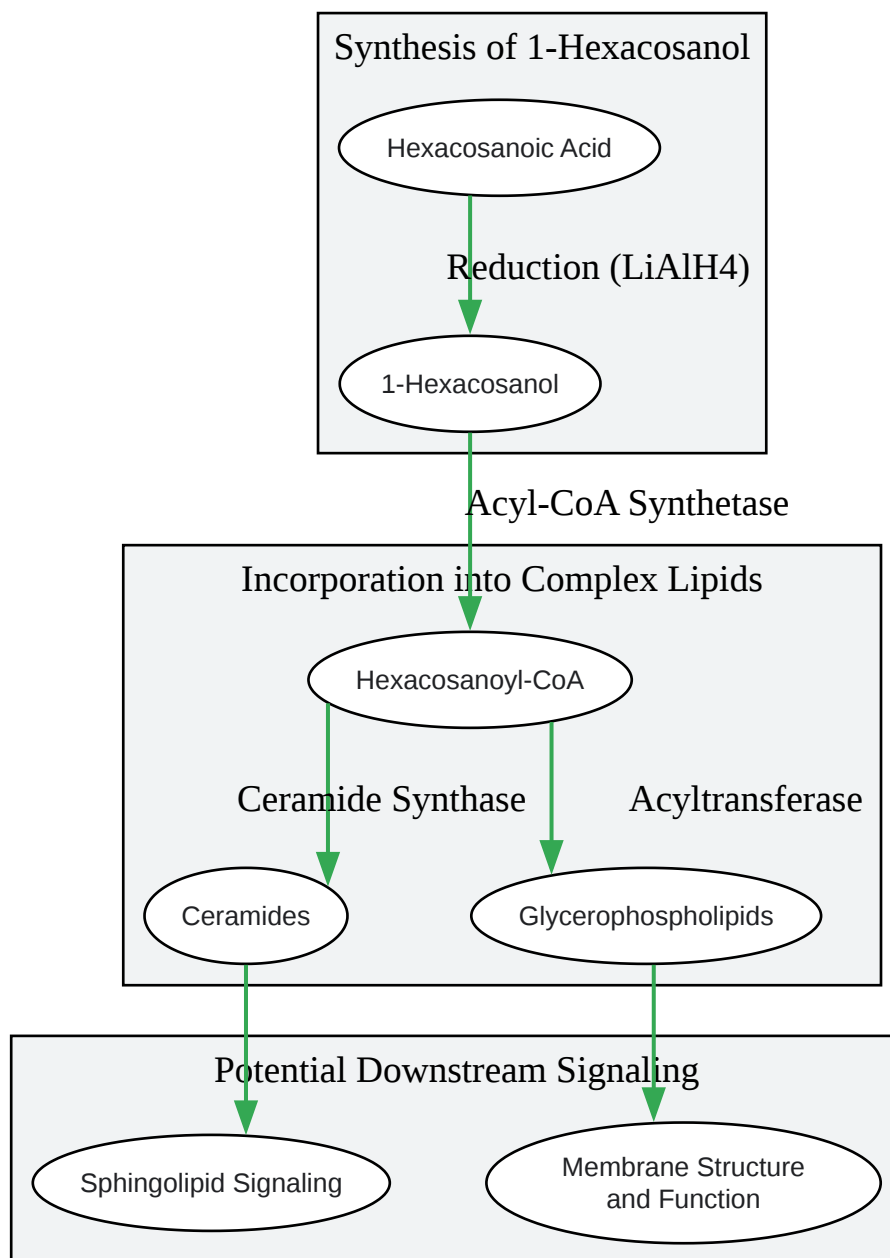 Synthesis of 1-Hexacosanol
Hexacosanoic Acid
Reduction (LiAlH4)
1-Hexacosanol
Acyl-CoA Synthetase
Incorporation into Complex Lipids
Hexacosanoyl-CoA
Ceramide Synthase
Acyltransferase
Ceramides
Glycerophospholipids
Potential Downstream Signaling
Sphingolipid Signaling
Membrane Structure
and Function